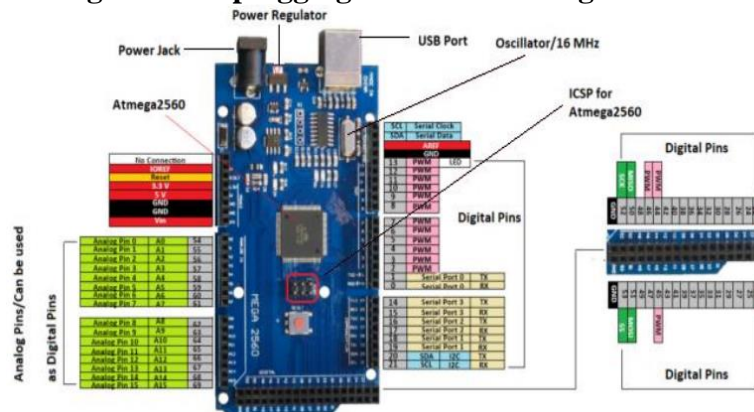 Power Regulator
Power Jack
USB Port
Oscillator/16 MHz
Atmega2560
ICSP for
Atmega2560
No Connection
IOREF
Reset
3.3 V
5 V
GND
GND
Vin
SCL Serial Clock
SDA Serial Data
AREF
GND
13 PWM LED
12 PWM
11 PWM
10 PWM
9 PWM
8 PWM
7 PWM
6 PWM
5 PWM
4 PWM
3 PWM
2 PWM
1 Serial Port 0 TX
0 Serial Port 0 RX
14 Serial Port 3 TX
15 Serial Port 3 RX
16 Serial Port 2 TX
17 Serial Port 2 RX
18 Serial Port 1 TX
19 Serial Port 1 RX
20 SDA I2C
21 SCL I2C
Digital Pins
Analog Pins/Can be used
as Digital Pins
Analog Pin 0 A0 54
Analog Pin 1 A1 55
Analog Pin 2 A2 56
Analog Pin 3 A3 57
Analog Pin 4 A4 58
Analog Pin 5 A5 59
Analog Pin 6 A6 60
Analog Pin 7 A7
Analog Pin 8 A8 62
Analog Pin 9 A9 63
Analog Pin 10 A10 64
Analog Pin 11 A11 65
Analog Pin 12 A12 66
Analog Pin 13 A13 67
Analog Pin 14 A14 68
Analog Pin 15 A15 69
MEGA 2560
Digital Pins
SCK
MISO
PWM
PWM
GND
GND
SS
MOSI
PWM
Digital Pins